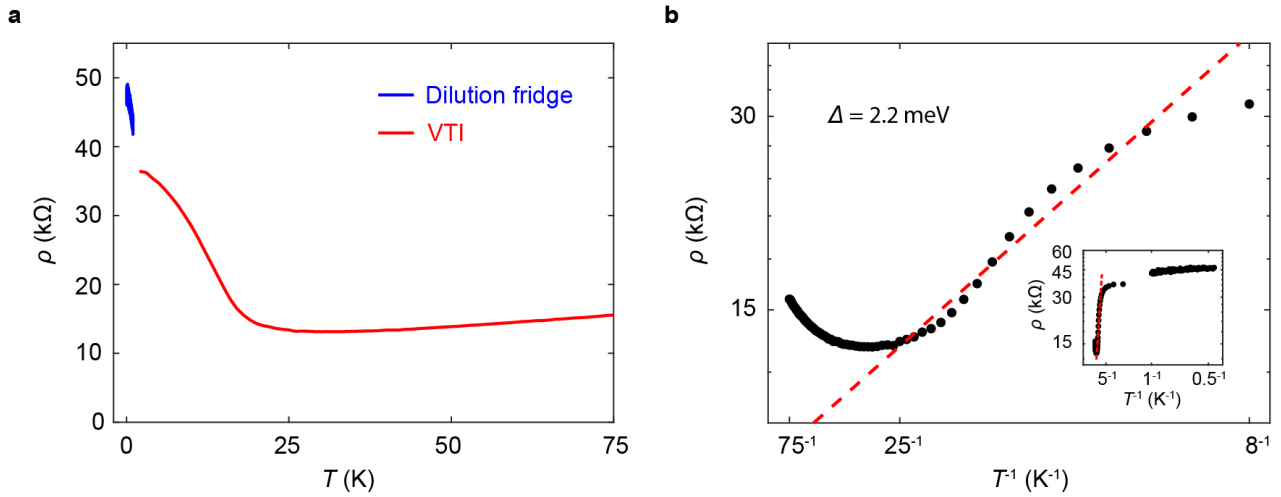 a
50
40
30
20
10
0
ρ (kΩ)
Dilution fridge
VTI
0
25
50
75
T (K)
b
30
15
ρ (kΩ)
Δ = 2.2 meV
75⁻¹
25⁻¹
8⁻¹
T⁻¹ (K⁻¹)
60
45
30
15
ρ (kΩ)
5⁻¹
1⁻¹
0.5⁻¹
T⁻¹ (K⁻¹)